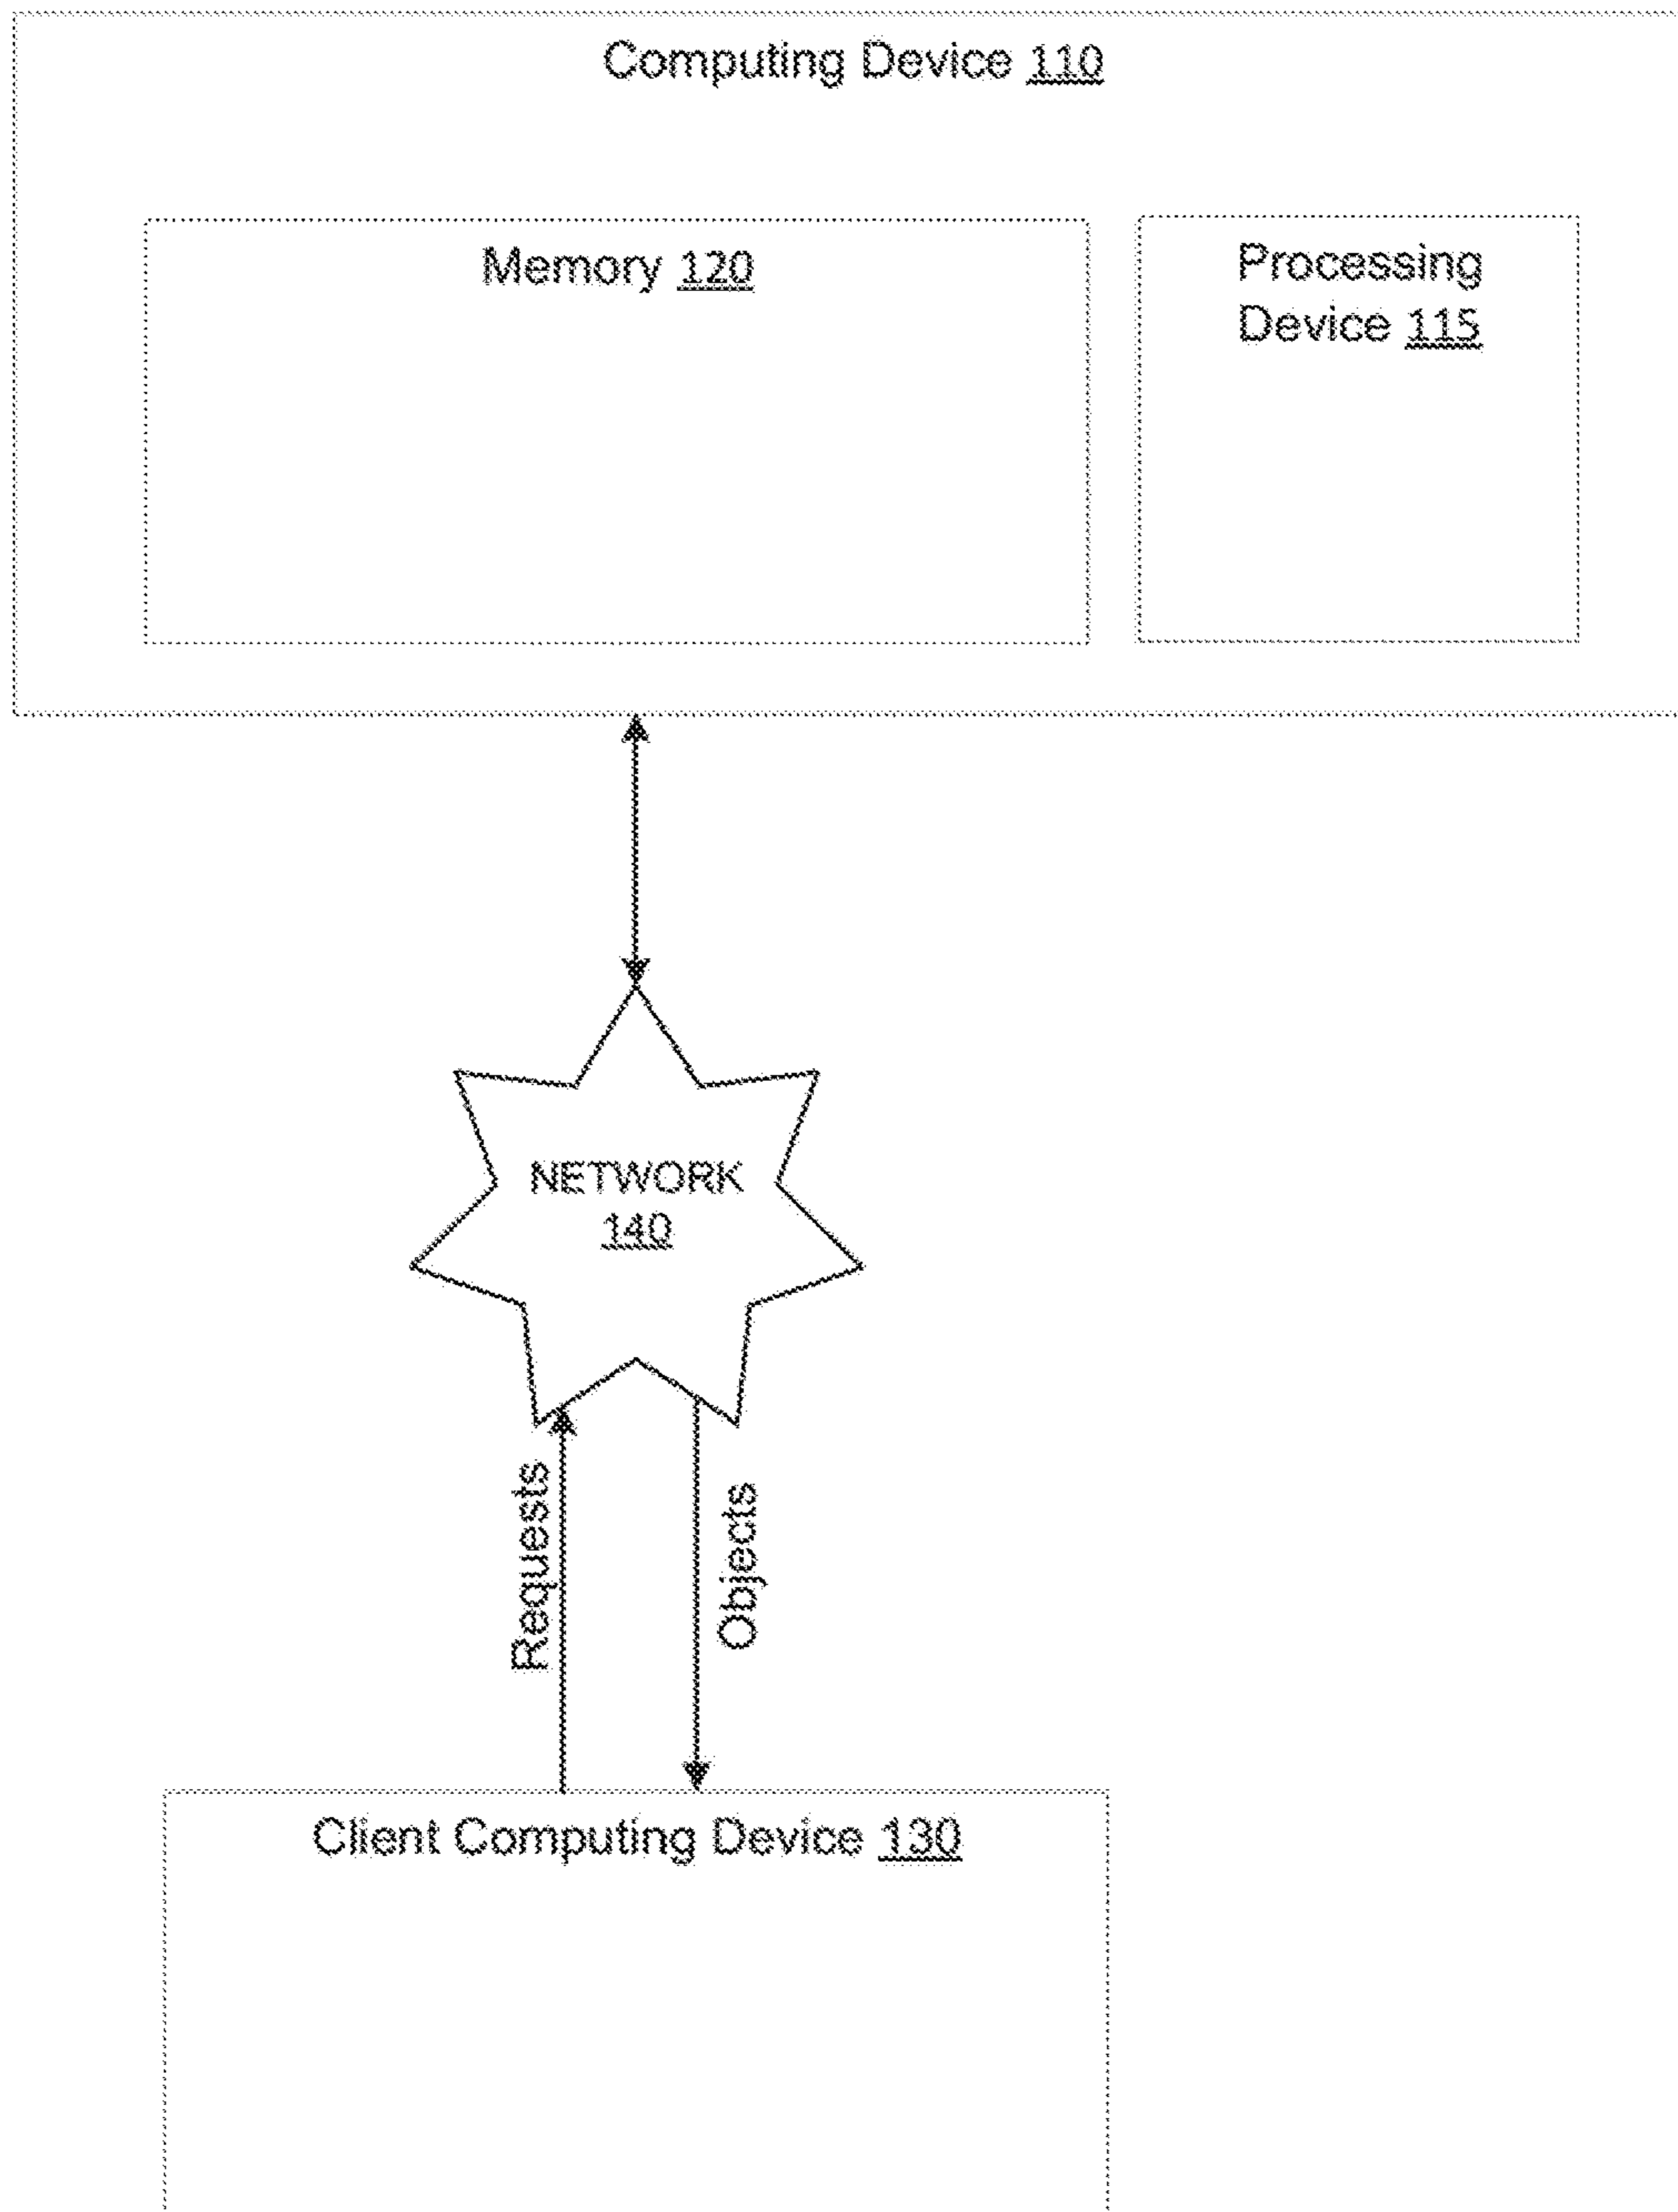 Computing Device 110
Memory 120
Processing
Device 115
NETWORK
140
Requests
Objects
Client Computing Device 130